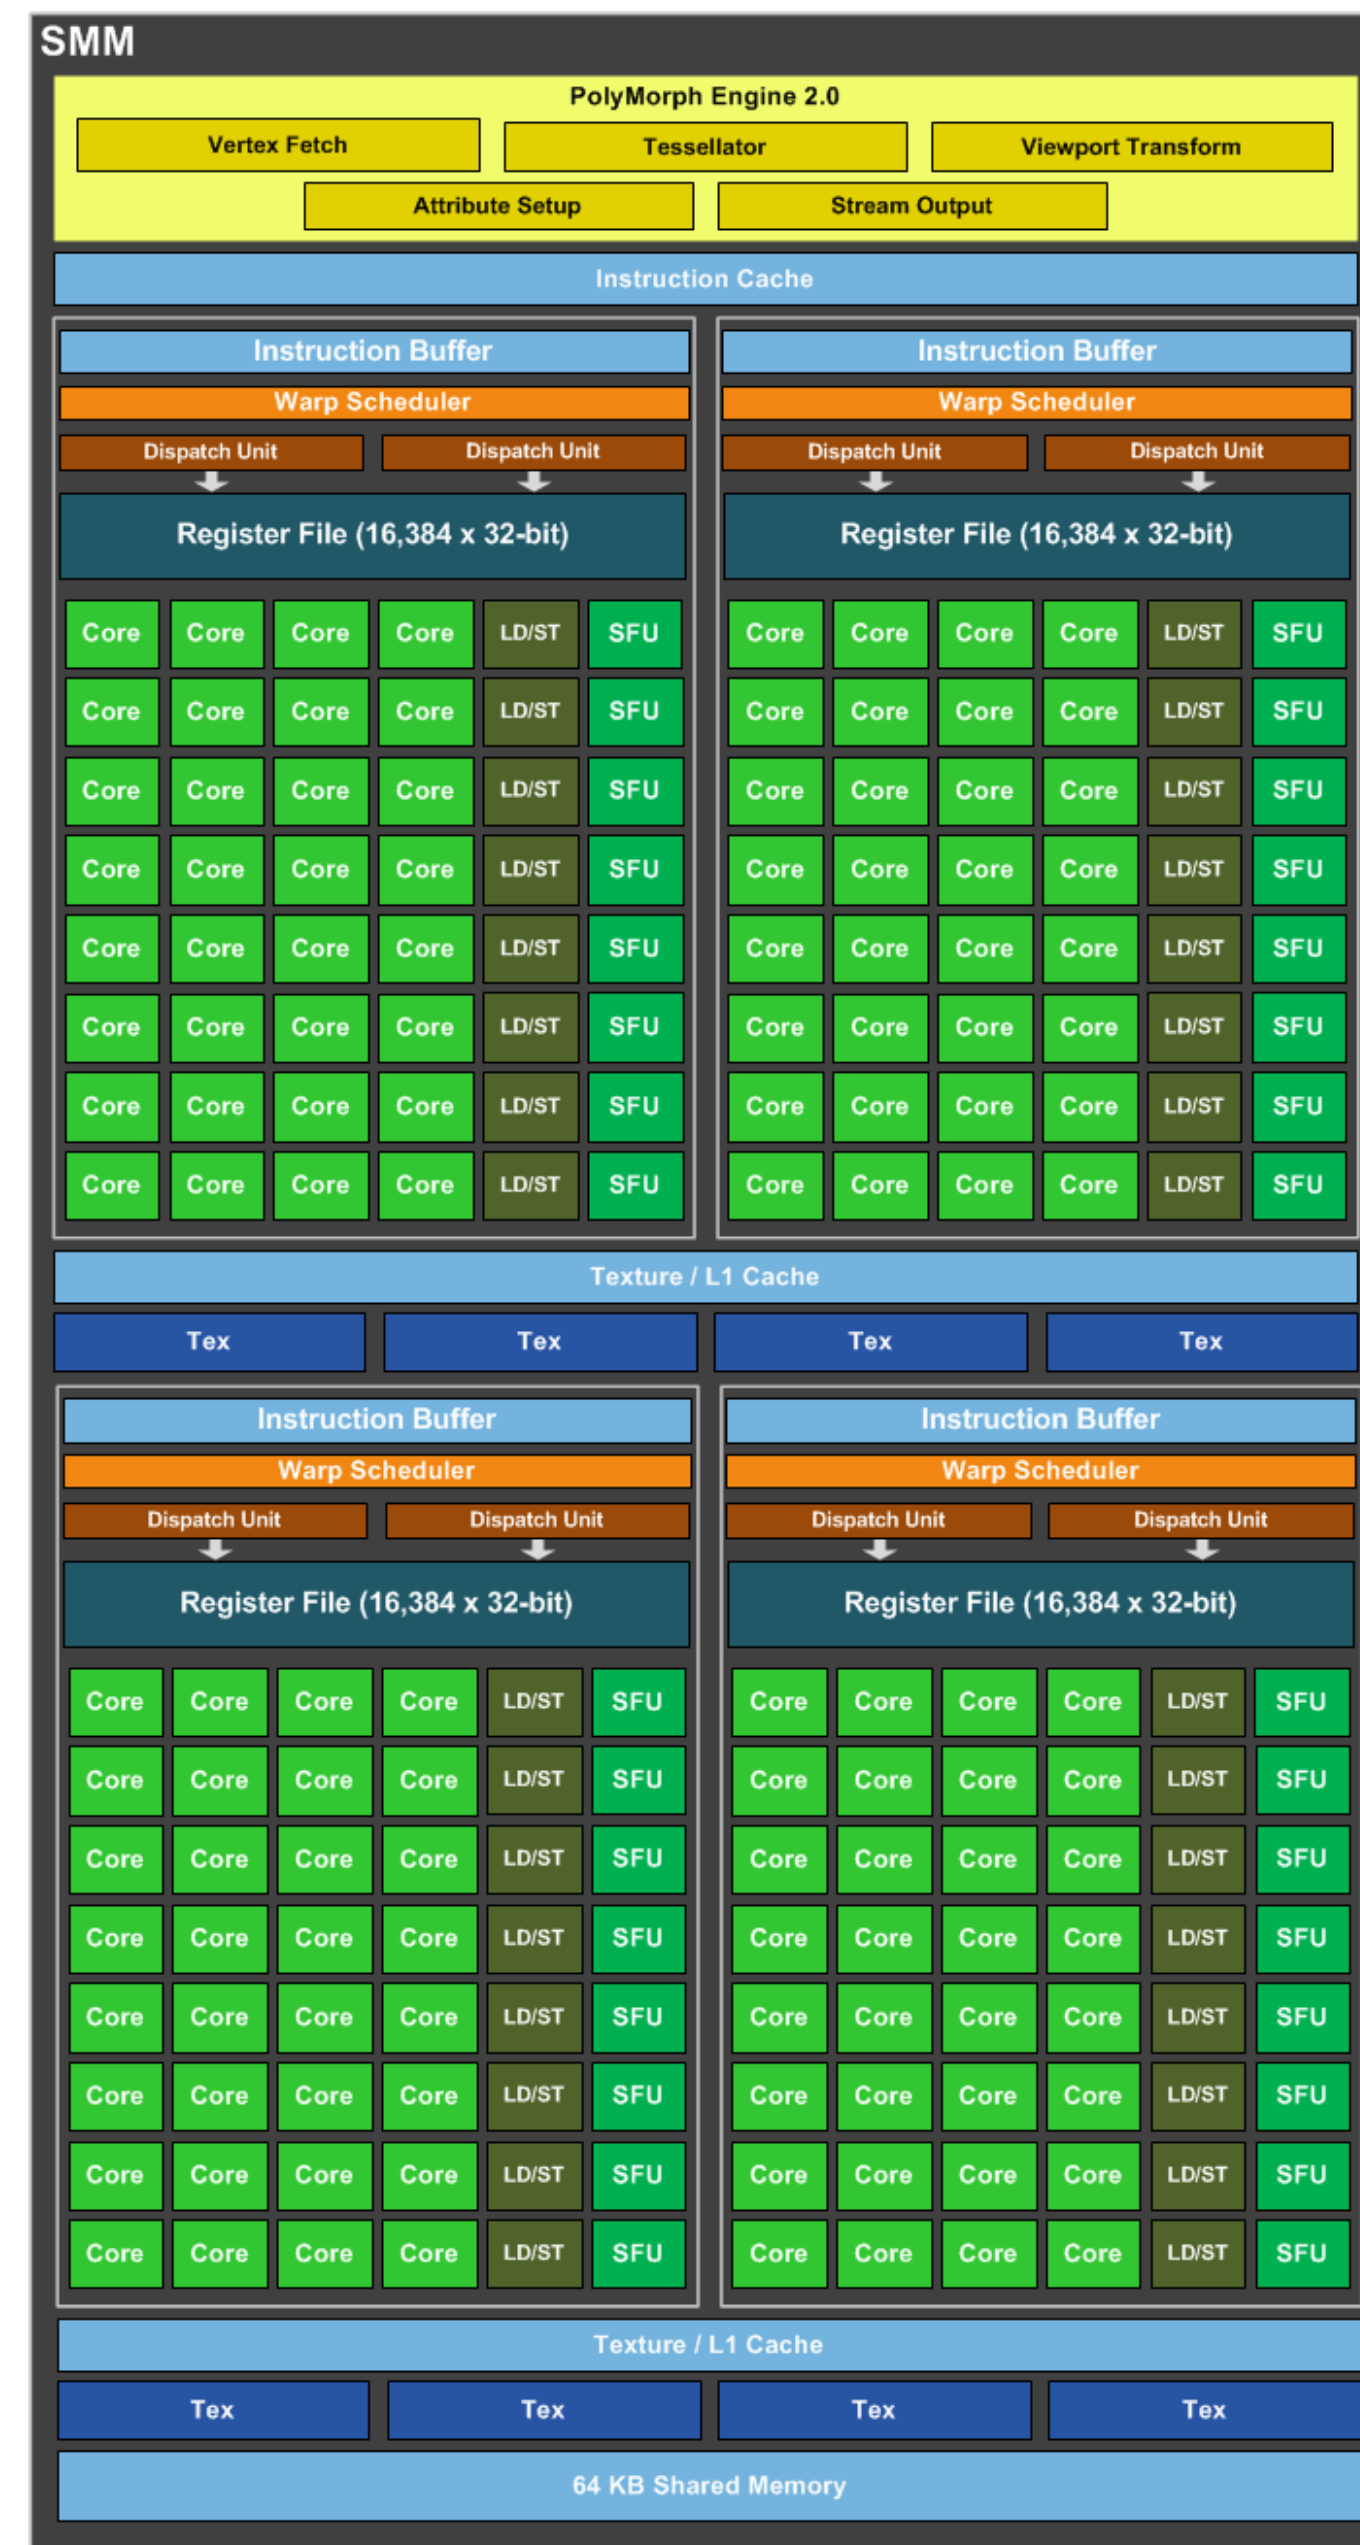 SMM
PolyMorph Engine 2.0
Vertex Fetch Tessellator Viewport Transform
Attribute Setup Stream Output
Instruction Cache
Instruction Buffer Instruction Buffer
Warp Scheduler Warp Scheduler
Dispatch Unit Dispatch Unit Dispatch Unit Dispatch Unit
Register File (16,384 x 32-bit) Register File (16,384 x 32-bit)
Core Core Core Core LD/ST SFU Core Core Core Core LD/ST SFU
Core Core Core Core LD/ST SFU Core Core Core Core LD/ST SFU
Core Core Core Core LD/ST SFU Core Core Core Core LD/ST SFU
Core Core Core Core LD/ST SFU Core Core Core Core LD/ST SFU
Core Core Core Core LD/ST SFU Core Core Core Core LD/ST SFU
Core Core Core Core LD/ST SFU Core Core Core Core LD/ST SFU
Core Core Core Core LD/ST SFU Core Core Core Core LD/ST SFU
Core Core Core Core LD/ST SFU Core Core Core Core LD/ST SFU
Texture / L1 Cache
Tex Tex Tex Tex
Instruction Buffer Instruction Buffer
Warp Scheduler Warp Scheduler
Dispatch Unit Dispatch Unit Dispatch Unit Dispatch Unit
Register File (16,384 x 32-bit) Register File (16,384 x 32-bit)
Core Core Core Core LD/ST SFU Core Core Core Core LD/ST SFU
Core Core Core Core LD/ST SFU Core Core Core Core LD/ST SFU
Core Core Core Core LD/ST SFU Core Core Core Core LD/ST SFU
Core Core Core Core LD/ST SFU Core Core Core Core LD/ST SFU
Core Core Core Core LD/ST SFU Core Core Core Core LD/ST SFU
Core Core Core Core LD/ST SFU Core Core Core Core LD/ST SFU
Core Core Core Core LD/ST SFU Core Core Core Core LD/ST SFU
Core Core Core Core LD/ST SFU Core Core Core Core LD/ST SFU
Texture / L1 Cache
Tex Tex Tex Tex
64 KB Shared Memory